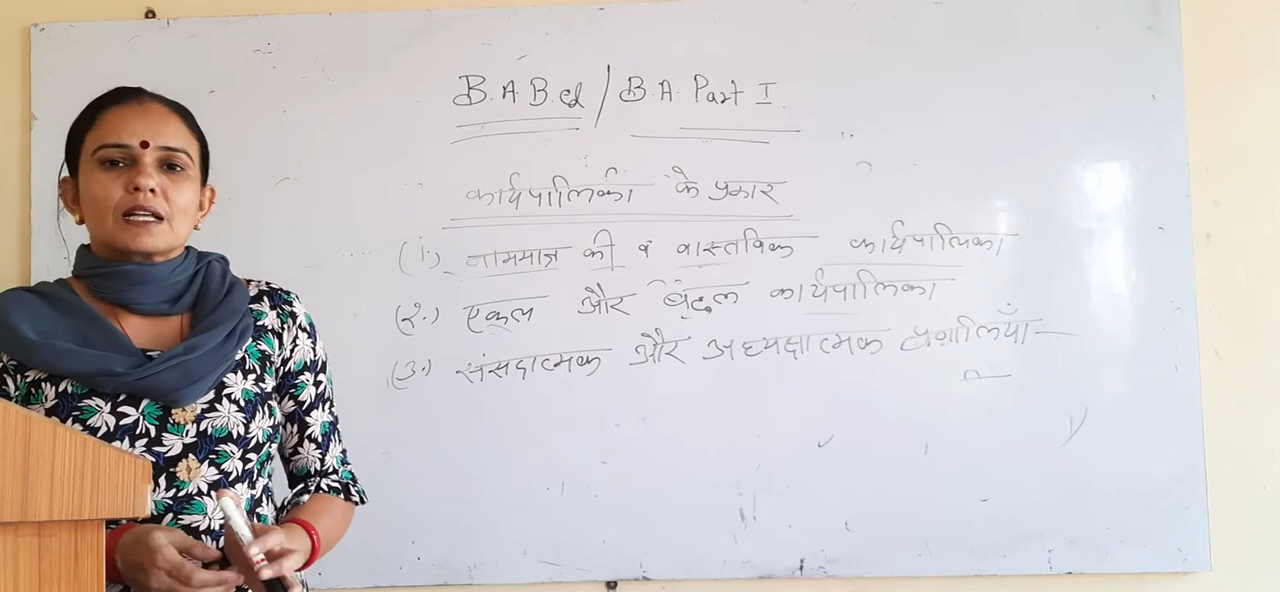 B.A. B.ed / B.A. Part I.
कार्यपालिका के प्रकार
(1.) नाममात्र की व वास्तविक कार्यपालिका
(2.) एकल और बहुल कार्यपालिका
(3.) संसदात्मक और अध्यक्षात्मक प्रणालियाँ —